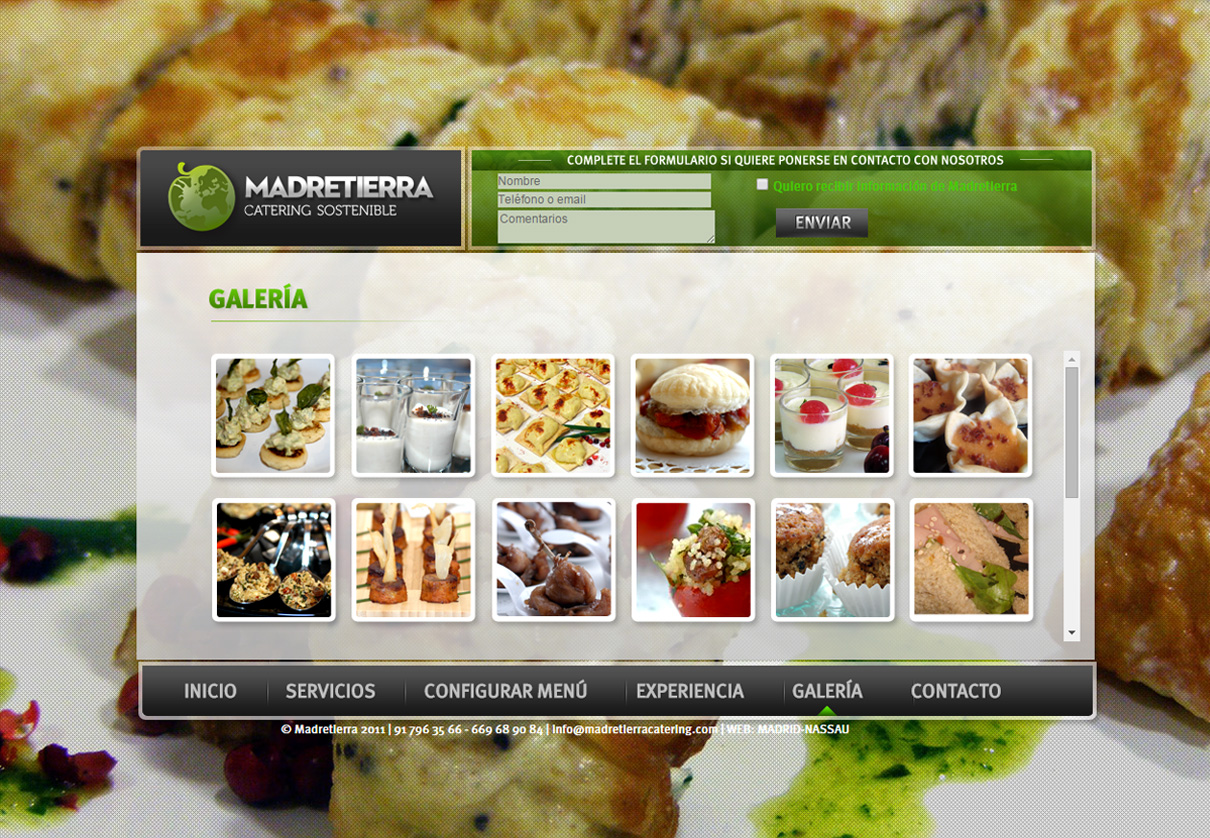 MADRETIERRA
CATERING SOSTENIBLE
COMPLETE EL FORMULARIO SI QUIERE PONERSE EN CONTACTO CON NOSOTROS
Nombre
Teléfono o email
Comentarios
Quiero recibir información de Madretierra
ENVIAR
GALERÍA
INICIO
SERVICIOS
CONFIGURAR MENÚ
EXPERIENCIA
GALERÍA
CONTACTO
© Madretierra 2011 | 91 796 35 66 - 669 68 90 84 | info@madretierracatering.com | WEB: MADRID-NASSAU